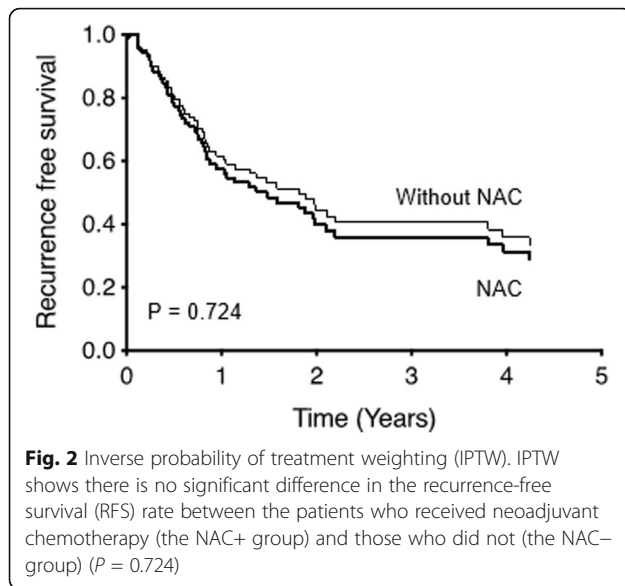 1.0
0.8
0.6
0.4
0.2
0.0
Recurrence free survival
Without NAC
NAC
P = 0.724
0 1 2 3 4 5
Time (Years)
Fig. 2 Inverse probability of treatment weighting (IPTW). IPTW
shows there is no significant difference in the recurrence-free
survival (RFS) rate between the patients who received neoadjuvant
chemotherapy (the NAC+ group) and those who did not (the NAC−
group) (P = 0.724)